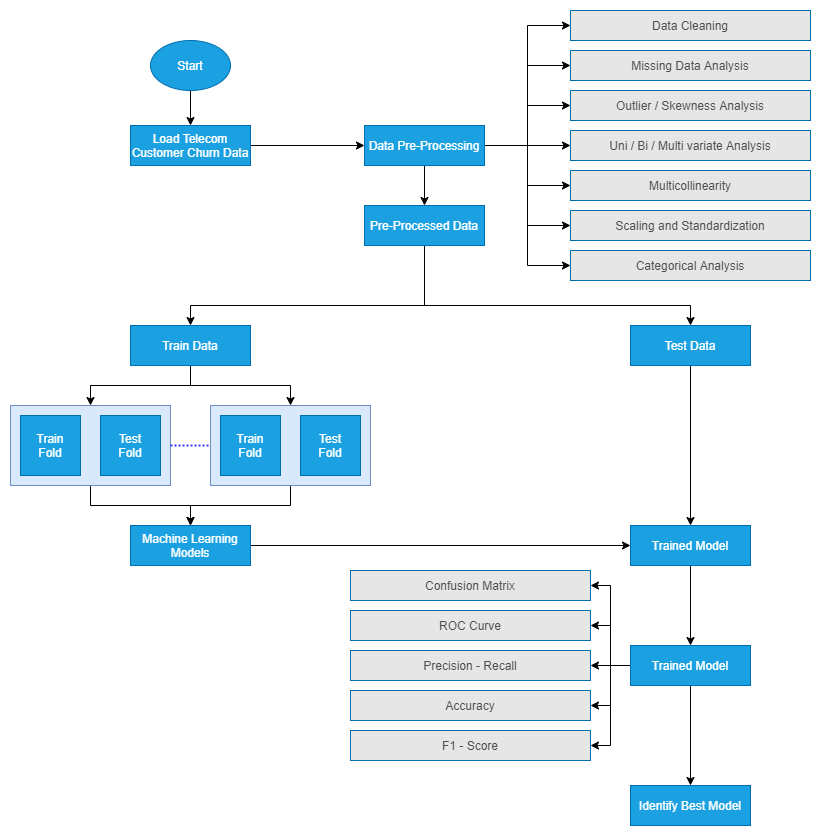 Start
Load Telecom
Customer Churn Data
Data Pre-Processing
Pre-Processed Data
Data Cleaning
Missing Data Analysis
Outlier / Skewness Analysis
Uni / Bi / Multi variate Analysis
Multicollinearity
Scaling and Standardization
Categorical Analysis
Train Data
Test Data
Train
Fold
Test
Fold
Train
Fold
Test
Fold
Machine Learning
Models
Trained Model
Confusion Matrix
ROC Curve
Precision - Recall
Accuracy
F1 - Score
Trained Model
Identify Best Model